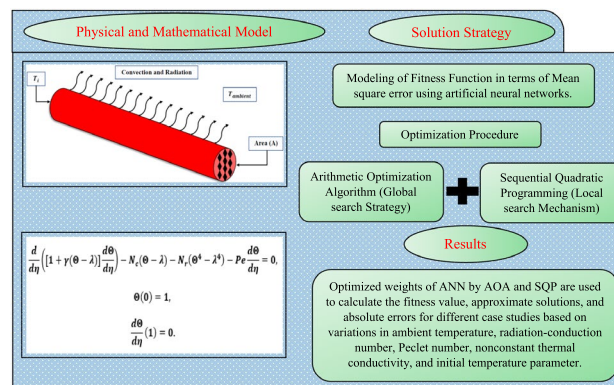 Physical and Mathematical Model
Solution Strategy
Convection and Radiation
T_i
T_ambient
Area (A)
d/dη([1 + γ(Θ − λ)] dΘ/dη) − N_c(Θ − λ) − N_r(Θ⁴ − λ⁴) − Pe dΘ/dη = 0,
Θ(0) = 1,
dΘ/dη (1) = 0.
Modeling of Fitness Function in terms of Mean
square error using artificial neural networks.
Optimization Procedure
Arithmetic Optimization
Algorithm (Global
search Strategy)
Sequential Quadratic
Programming (Local
search Mechanism)
Results
Optimized weights of ANN by AOA and SQP are used
to calculate the fitness value, approximate solutions, and
absolute errors for different case studies based on
variations in ambient temperature, radiation-conduction
number, Peclet number, nonconstant thermal
conductivity, and initial temperature parameter.